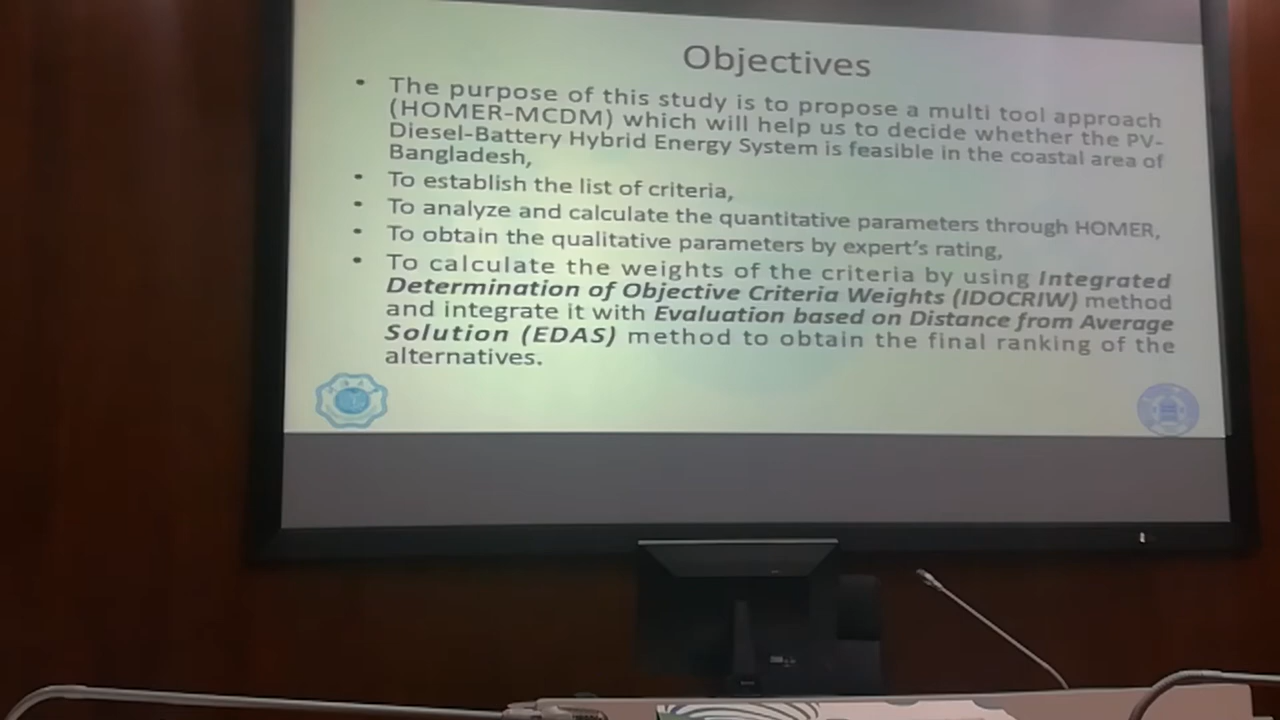 Objectives
• The purpose of this study is to propose a multi tool approach
(HOMER-MCDM) which will help us to decide whether the PV-
Diesel-Battery Hybrid Energy System is feasible in the coastal area of
Bangladesh,
• To establish the list of criteria,
• To analyze and calculate the quantitative parameters through HOMER,
• To obtain the qualitative parameters by expert's rating,
• To calculate the weights of the criteria by using Integrated
Determination of Objective Criteria Weights (IDOCRIW) method
and integrate it with Evaluation based on Distance from Average
Solution (EDAS) method to obtain the final ranking of the
alternatives.